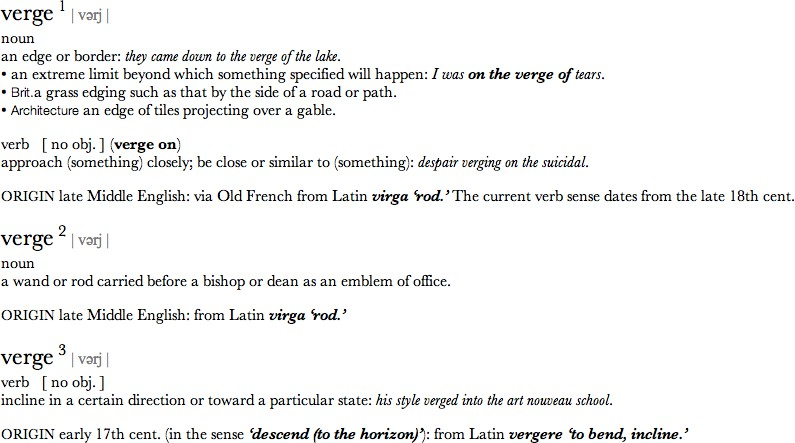 verge 1 | vərj |
noun
an edge or border: they came down to the verge of the lake.
• an extreme limit beyond which something specified will happen: I was on the verge of tears.
• Brit. a grass edging such as that by the side of a road or path.
• Architecture an edge of tiles projecting over a gable.
verb [ no obj. ] (verge on)
approach (something) closely; be close or similar to (something): despair verging on the suicidal.
ORIGIN late Middle English: via Old French from Latin virga ‘rod.’ The current verb sense dates from the late 18th cent.
verge 2 | vərj |
noun
a wand or rod carried before a bishop or dean as an emblem of office.
ORIGIN late Middle English: from Latin virga ‘rod.’
verge 3 | vərj |
verb [ no obj. ]
incline in a certain direction or toward a particular state: his style verged into the art nouveau school.
ORIGIN early 17th cent. (in the sense ‘descend (to the horizon)’): from Latin vergere ‘to bend, incline.’